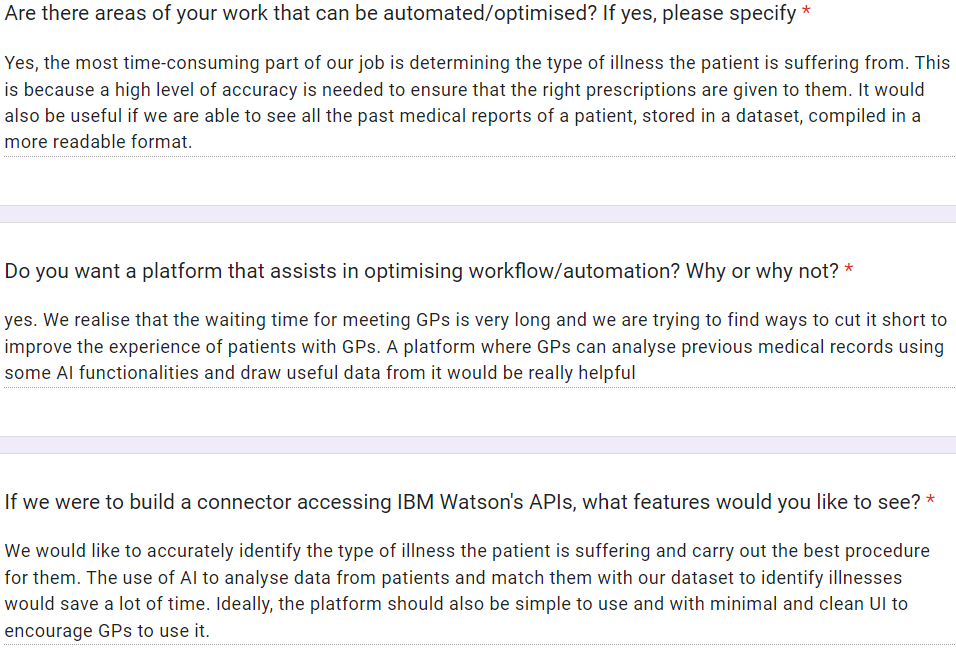 Are there areas of your work that can be automated/optimised? If yes, please specify *
Yes, the most time-consuming part of our job is determining the type of illness the patient is suffering from. This
is because a high level of accuracy is needed to ensure that the right prescriptions are given to them. It would
also be useful if we are able to see all the past medical reports of a patient, stored in a dataset, compiled in a
more readable format.
Do you want a platform that assists in optimising workflow/automation? Why or why not? *
yes. We realise that the waiting time for meeting GPs is very long and we are trying to find ways to cut it short to
improve the experience of patients with GPs. A platform where GPs can analyse previous medical records using
some AI functionalities and draw useful data from it would be really helpful
If we were to build a connector accessing IBM Watson's APIs, what features would you like to see? *
We would like to accurately identify the type of illness the patient is suffering and carry out the best procedure
for them. The use of AI to analyse data from patients and match them with our dataset to identify illnesses
would save a lot of time. Ideally, the platform should also be simple to use and with minimal and clean UI to
encourage GPs to use it.